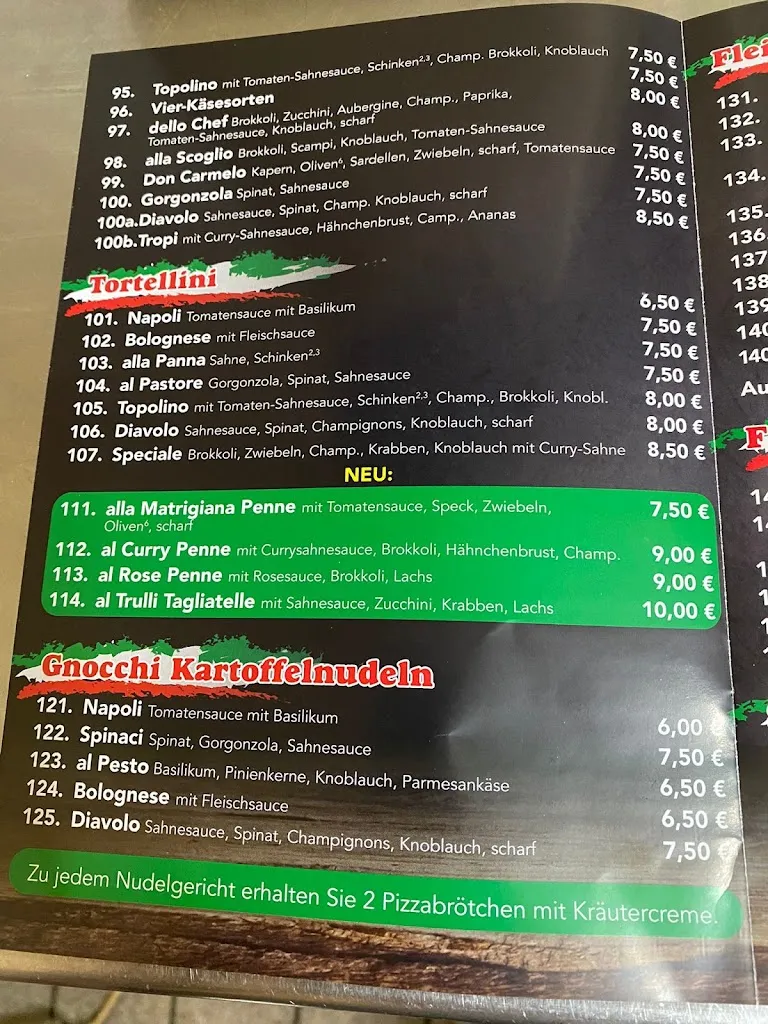 95. Topolino mit Tomaten-Sahnesauce, Schinken²,³, Champ. Brokkoli, Knoblauch 7,50 €
96. Vier-Käsesorten 7,50 €
97. dello Chef Brokkoli, Zucchini, Aubergine, Champ., Paprika, 8,00 €
Tomaten-Sahnesauce, Knoblauch, scharf
98. alla Scoglio Brokkoli, Scampi, Knoblauch, Tomaten-Sahnesauce 8,00 €
99. Don Carmelo Kapern, Oliven⁶, Sardellen, Zwiebeln, scharf, Tomatensauce 7,50 €
100. Gorgonzola Spinat, Sahnesauce 7,50 €
100a.Diavolo Sahnesauce, Spinat, Champ. Knoblauch, scharf 7,50 €
100b.Tropi mit Curry-Sahnesauce, Hähnchenbrust, Camp., Ananas 8,50 €
Tortellini
101. Napoli Tomatensauce mit Basilikum 6,50 €
102. Bolognese mit Fleischsauce 7,50 €
103. alla Panna Sahne, Schinken²,³ 7,50 €
104. al Pastore Gorgonzola, Spinat, Sahnesauce 7,50 €
105. Topolino mit Tomaten-Sahnesauce, Schinken²,³, Champ., Brokkoli, Knobl. 8,00 €
106. Diavolo Sahnesauce, Spinat, Champignons, Knoblauch, scharf 8,00 €
107. Speciale Brokkoli, Zwiebeln, Champ., Krabben, Knoblauch mit Curry-Sahne 8,50 €
NEU:
111. alla Matrigiana Penne mit Tomatensauce, Speck, Zwiebeln, 7,50 €
Oliven⁶, scharf
112. al Curry Penne mit Currysahnesauce, Brokkoli, Hähnchenbrust, Champ. 9,00 €
113. al Rose Penne mit Rosesauce, Brokkoli, Lachs 9,00 €
114. al Trulli Tagliatelle mit Sahnesauce, Zucchini, Krabben, Lachs 10,00 €
Gnocchi Kartoffelnudeln
121. Napoli Tomatensauce mit Basilikum 6,00 €
122. Spinaci Spinat, Gorgonzola, Sahnesauce 7,50 €
123. al Pesto Basilikum, Pinienkerne, Knoblauch, Parmesankäse 6,50 €
124. Bolognese mit Fleischsauce 6,50 €
125. Diavolo Sahnesauce, Spinat, Champignons, Knoblauch, scharf 7,50 €
Zu jedem Nudelgericht erhalten Sie 2 Pizzabrötchen mit Kräutercreme.
Flei
131.
132.
133.
134.
135.
136.
137
138
139
140
140
Au
F